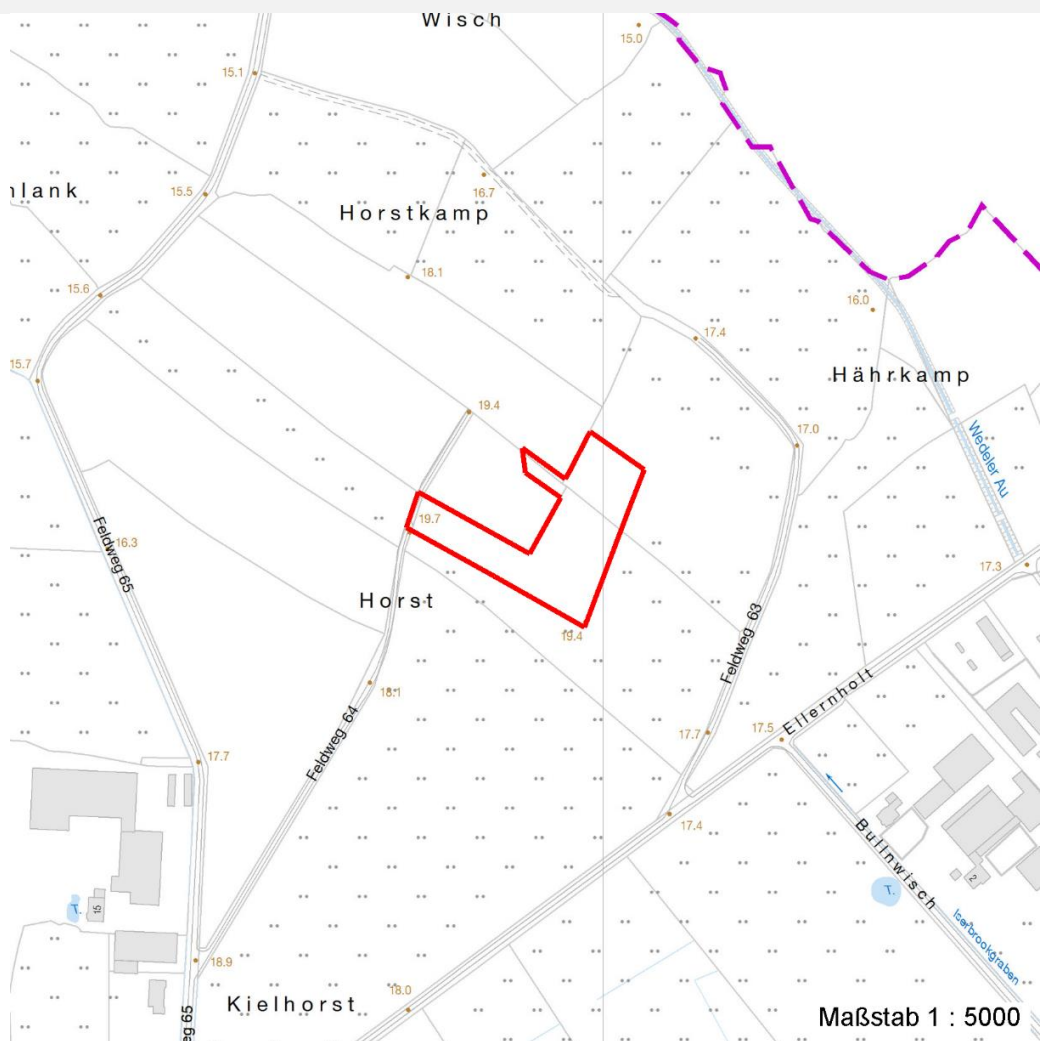 Wisch
15.0
15.1
16.7
15.5
nlank
Horstkamp
18.1
15.6
16.0
17.4
15.7
Hährkamp
19.4
17.0
Wedeler Au
19.7
Feldweg 65
16.3
17.3
Horst
19.4
Feldweg 63
Ellernholt
18.1
Feldweg 64
17.7
17.5
17.7
17.4
Bullnwisch
2
T.
T.
15
Iserbrookgraben
18.9
18.0
Kielhorst
Feldweg 65
Maßstab 1 : 5000